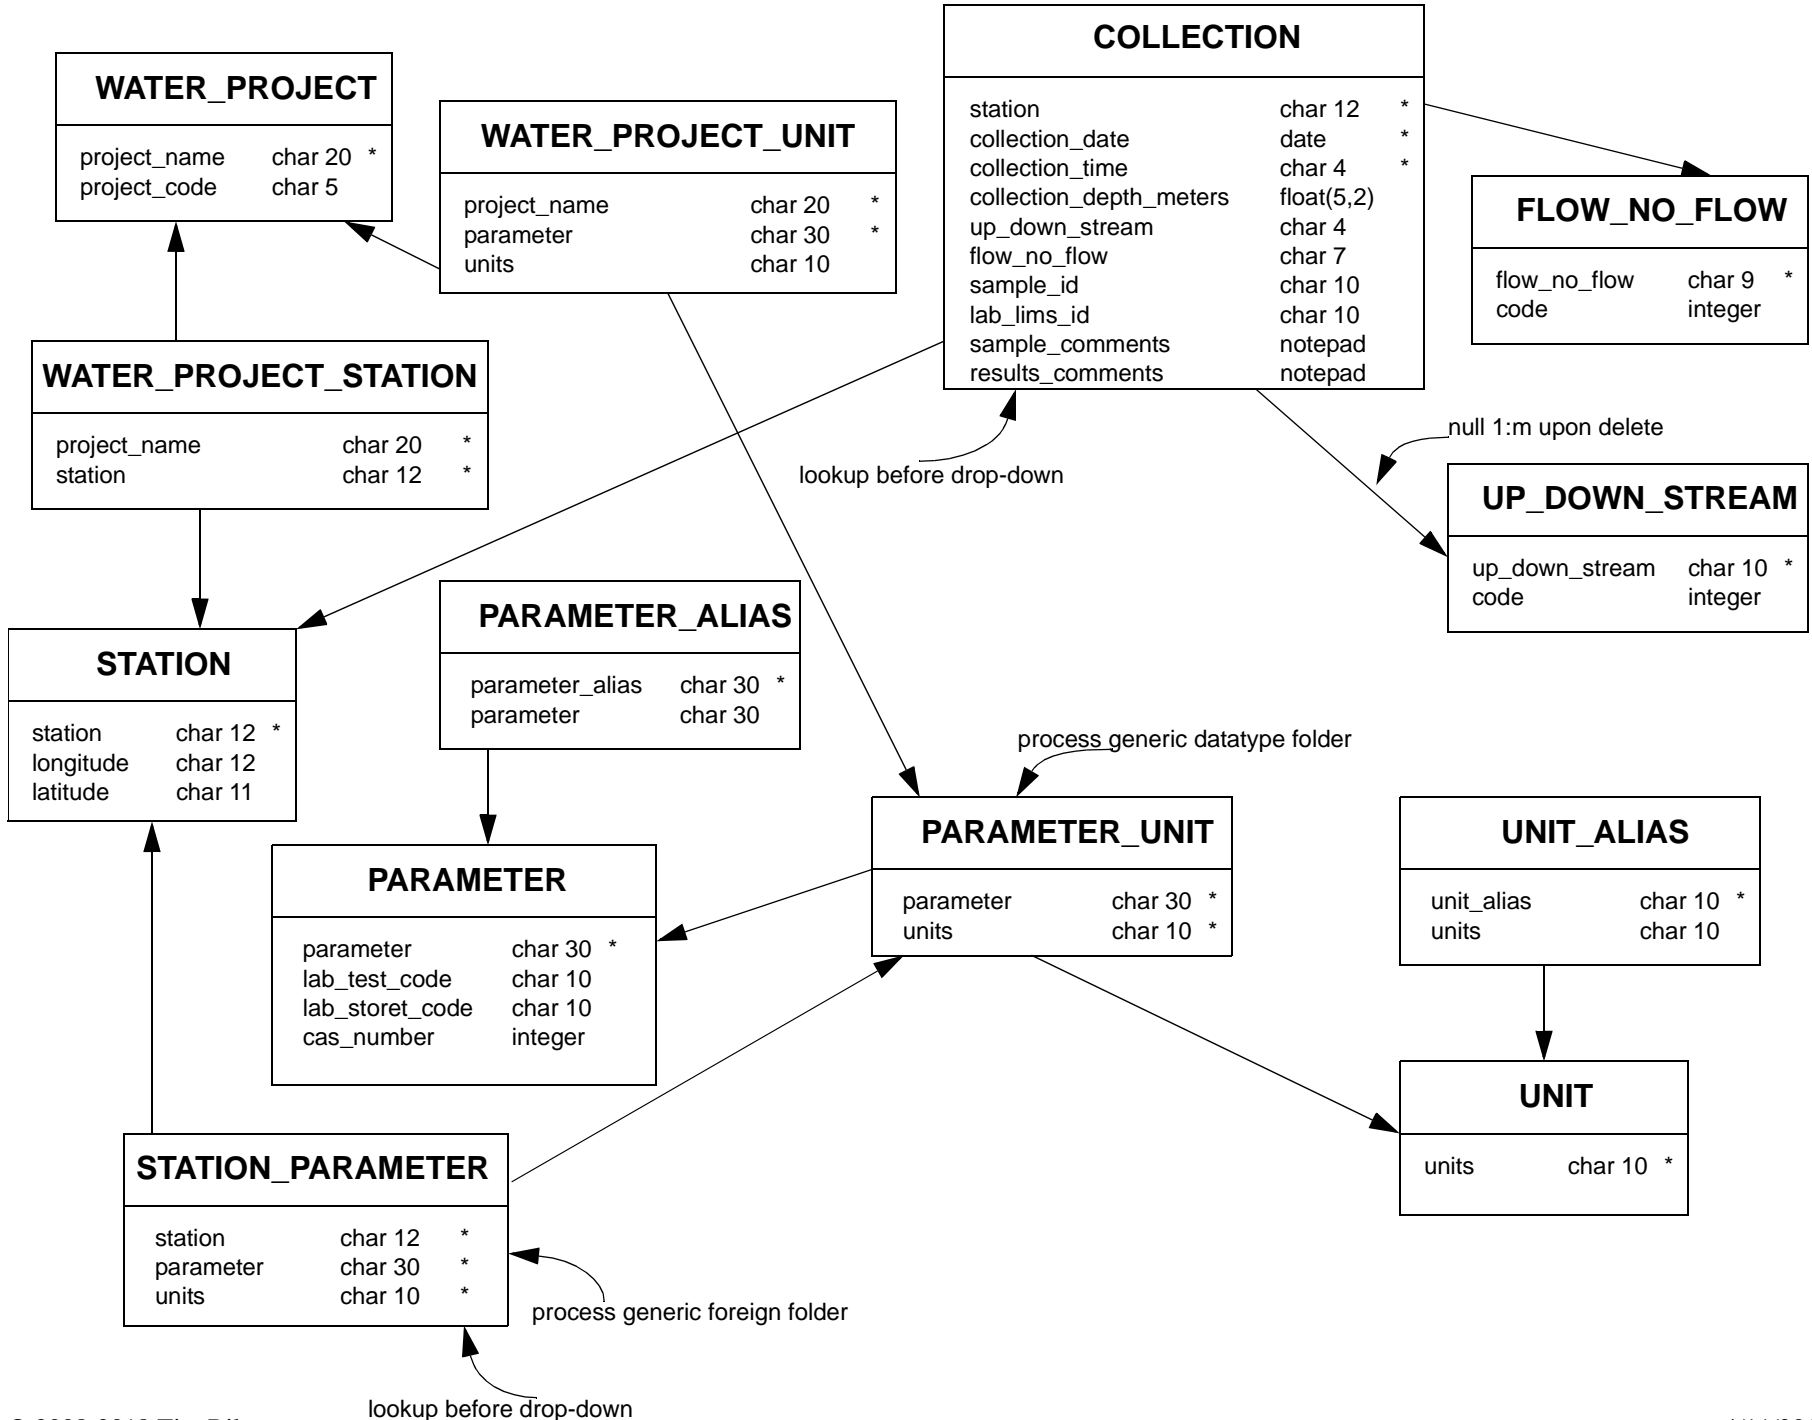 COLLECTION
station char 12 *
collection_date date *
collection_time char 4 *
collection_depth_meters float(5,2)
up_down_stream char 4
flow_no_flow char 7
sample_id char 10
lab_lims_id char 10
sample_comments notepad
results_comments notepad
WATER_PROJECT
project_name char 20 *
project_code char 5
WATER_PROJECT_UNIT
project_name char 20 *
parameter char 30 *
units char 10
FLOW_NO_FLOW
flow_no_flow char 9 *
code integer
WATER_PROJECT_STATION
project_name char 20 *
station char 12 *
lookup before drop-down
null 1:m upon delete
UP_DOWN_STREAM
up_down_stream char 10 *
code integer
STATION
station char 12 *
longitude char 12
latitude char 11
PARAMETER_ALIAS
parameter_alias char 30 *
parameter char 30
process generic datatype folder
PARAMETER
parameter char 30 *
lab_test_code char 10
lab_storet_code char 10
cas_number integer
PARAMETER_UNIT
parameter char 30 *
units char 10 *
UNIT_ALIAS
unit_alias char 10 *
units char 10
UNIT
units char 10 *
STATION_PARAMETER
station char 12 *
parameter char 30 *
units char 10 *
process generic foreign folder
lookup before drop-down